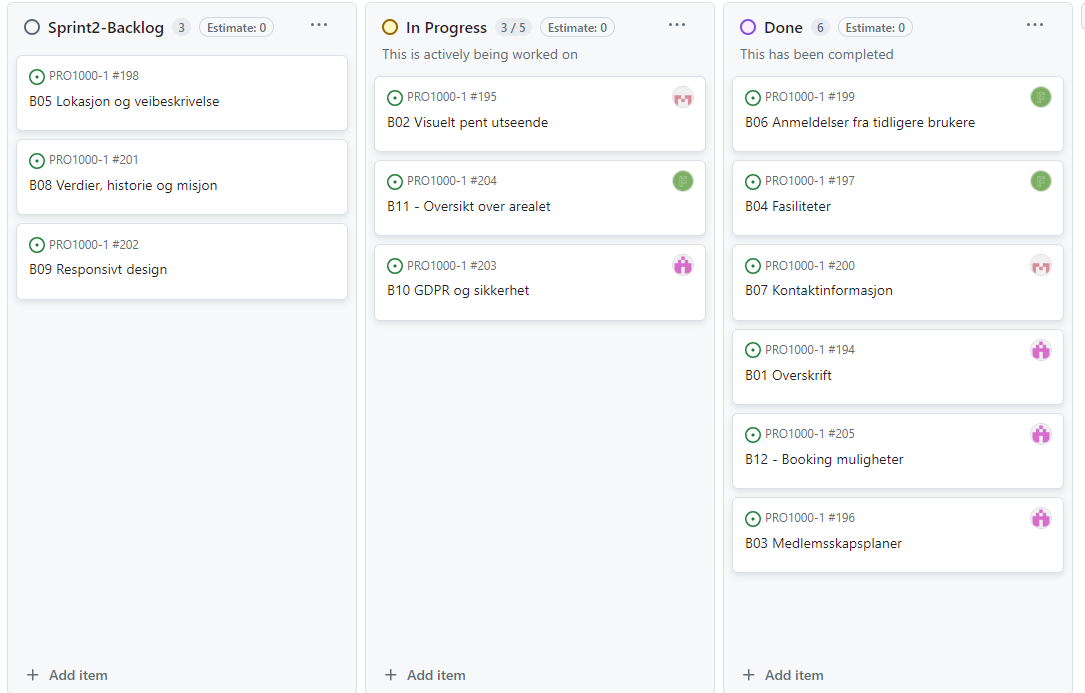 Sprint2-Backlog 3 Estimate: 0 ...
PRO1000-1 #198
B05 Lokasjon og veibeskrivelse
PRO1000-1 #201
B08 Verdier, historie og misjon
PRO1000-1 #202
B09 Responsivt design
+ Add item
In Progress 3 / 5 Estimate: 0 ...
This is actively being worked on
PRO1000-1 #195
B02 Visuelt pent utseende
PRO1000-1 #204
B11 - Oversikt over arealet
PRO1000-1 #203
B10 GDPR og sikkerhet
+ Add item
Done 6 Estimate: 0 ...
This has been completed
PRO1000-1 #199
B06 Anmeldelser fra tidligere brukere
PRO1000-1 #197
B04 Fasiliteter
PRO1000-1 #200
B07 Kontaktinformasjon
PRO1000-1 #194
B01 Overskrift
PRO1000-1 #205
B12 - Booking muligheter
PRO1000-1 #196
B03 Medlemsskapsplaner
+ Add item